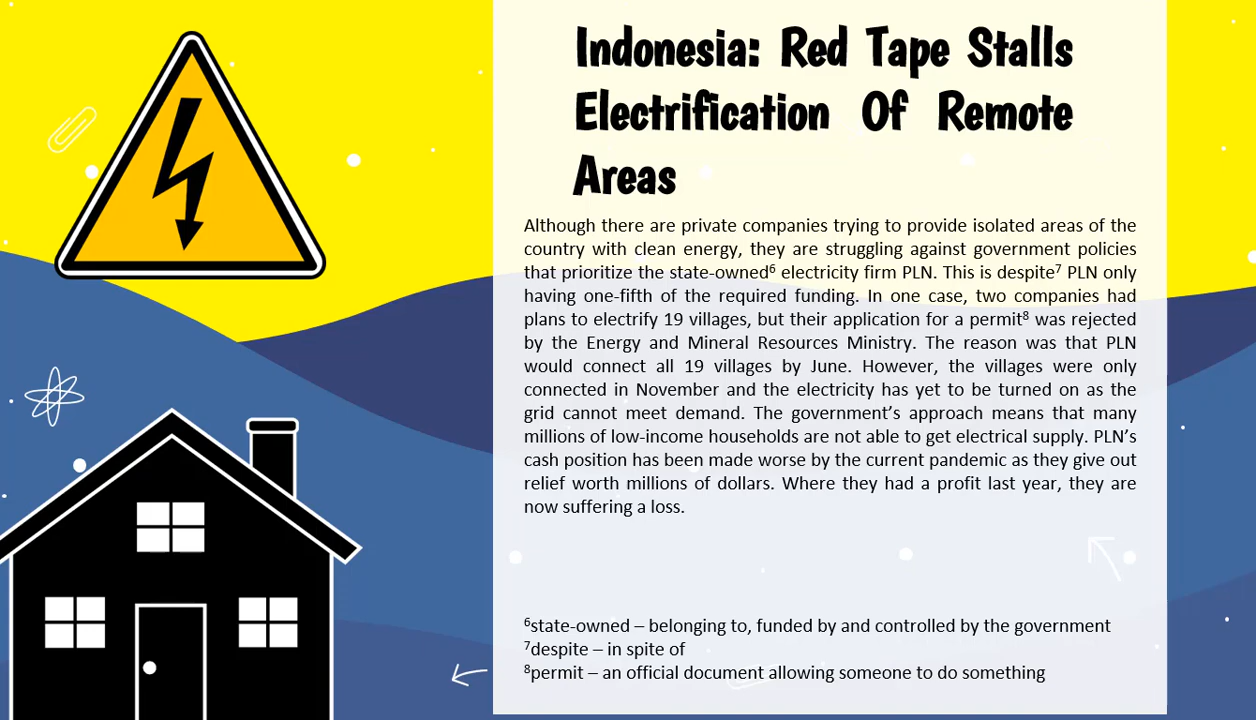 Indonesia: Red Tape Stalls
Electrification Of Remote
Areas
Although there are private companies trying to provide isolated areas of the
country with clean energy, they are struggling against government policies
that prioritize the state-owned⁶ electricity firm PLN. This is despite⁷ PLN only
having one-fifth of the required funding. In one case, two companies had
plans to electrify 19 villages, but their application for a permit⁸ was rejected
by the Energy and Mineral Resources Ministry. The reason was that PLN
would connect all 19 villages by June. However, the villages were only
connected in November and the electricity has yet to be turned on as the
grid cannot meet demand. The government’s approach means that many
millions of low-income households are not able to get electrical supply. PLN’s
cash position has been made worse by the current pandemic as they give out
relief worth millions of dollars. Where they had a profit last year, they are
now suffering a loss.
⁶state-owned – belonging to, funded by and controlled by the government
⁷despite – in spite of
⁸permit – an official document allowing someone to do something